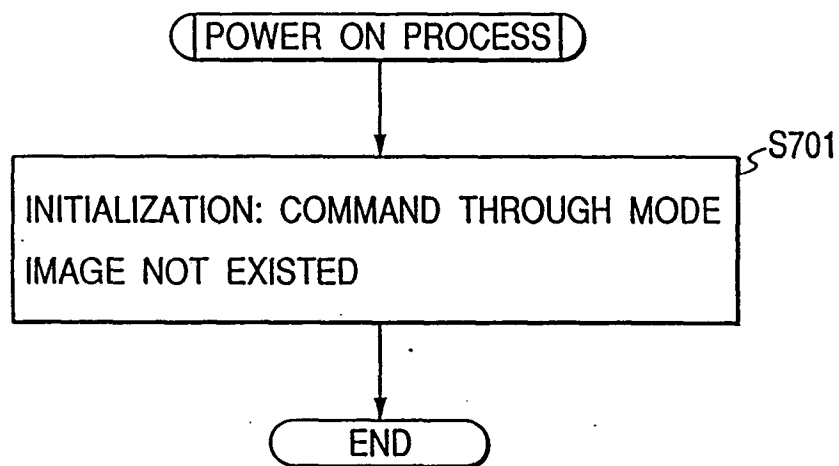 POWER ON PROCESS
S701
INITIALIZATION: COMMAND THROUGH MODE
IMAGE NOT EXISTED
END